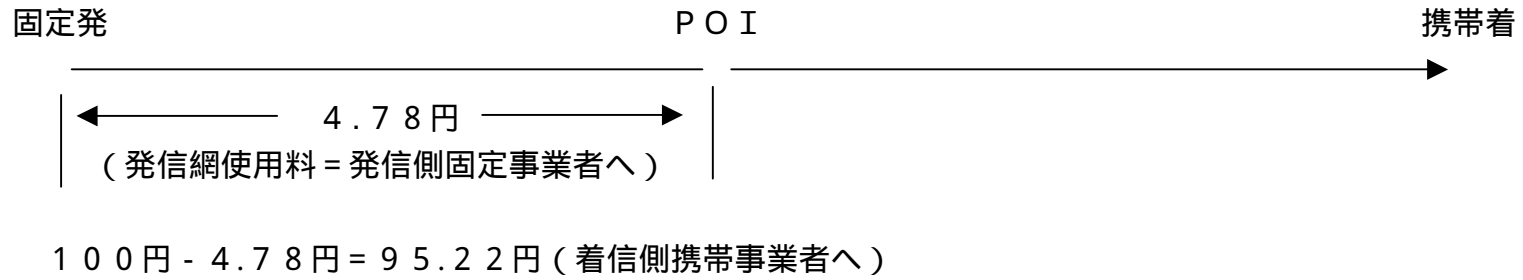 固定発 ＰＯＩ 携帯着
４．７８円
（発信網使用料＝発信側固定事業者へ）
１００円－４.７８円＝９５.２２円（着信側携帯事業者へ）